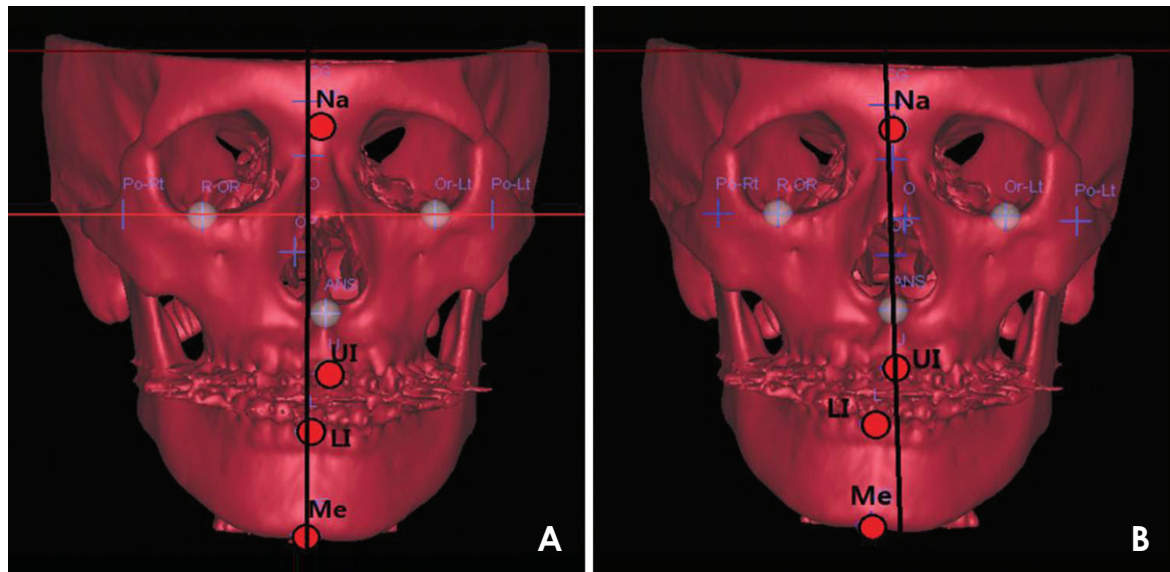 Na
Po-Rt
R OR
O
Or-Lt
Po-Lt
ANS
UI
L
LI
Me
A
Na
Po-Rt
R OR
O
Or-Lt
Po-Lt
OP
ANS
UI
L
LI
Me
B